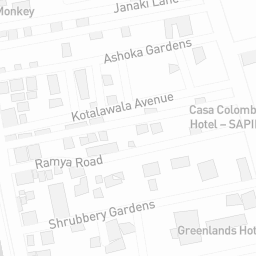 Monkey
Janaki Lane
Ashoka Gardens
Kotalawala Avenue
Casa Colomb
Hotel – SAPI
Ramya Road
Shrubbery Gardens
Greenlands Hot